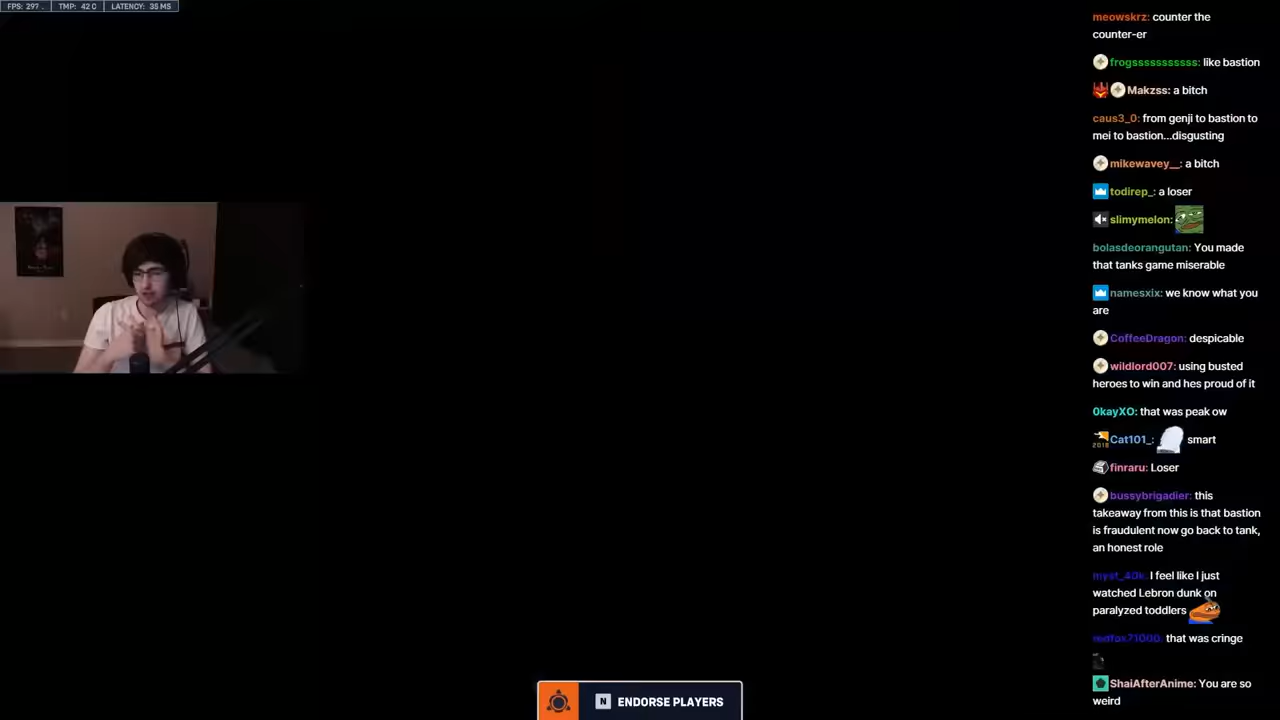 FPS: 297 ..
TMP: 42 C
LATENCY: 35 MS
meowskrz: counter the
counter-er
frogsssssssssss: like bastion
Makzss: a bitch
caus3_0: from genji to bastion to
mei to bastion...disgusting
mikewavey__: a bitch
todirep_: a loser
slimymelon:
bolasdeorangutan: You made
that tanks game miserable
namesxix: we know what you
are
CoffeeDragon: despicable
wildlord007: using busted
heroes to win and hes proud of it
0kayXO: that was peak ow
Cat101_: smart
finraru: Loser
bussybrigadier: this
takeaway from this is that bastion
is fraudulent now go back to tank,
an honest role
myst_40k: I feel like I just
watched Lebron dunk on
paralyzed toddlers
that was cringe
ShaiAfterAnime: You are so
weird
N ENDORSE PLAYERS